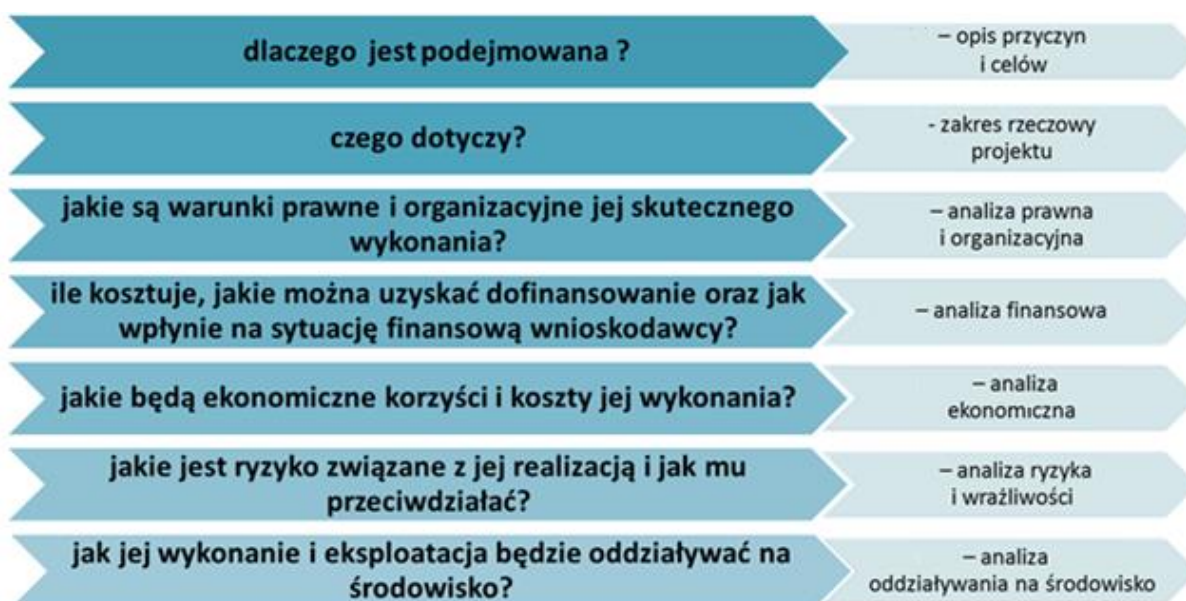 dlaczego jest podejmowana ?
– opis przyczyn
i celów
czego dotyczy?
- zakres rzeczowy
projektu
jakie są warunki prawne i organizacyjne jej skutecznego
wykonania?
– analiza prawna
i organizacyjna
ile kosztuje, jakie można uzyskać dofinansowanie oraz jak
wpłynie na sytuację finansową wnioskodawcy?
– analiza finansowa
jakie będą ekonomiczne korzyści i koszty jej wykonania?
– analiza
ekonomiczna
jakie jest ryzyko związane z jej realizacją i jak mu
przeciwdziałać?
– analiza ryzyka
i wrażliwości
jak jej wykonanie i eksploatacja będzie oddziaływać na
środowisko?
– analiza
oddziaływania na środowisko